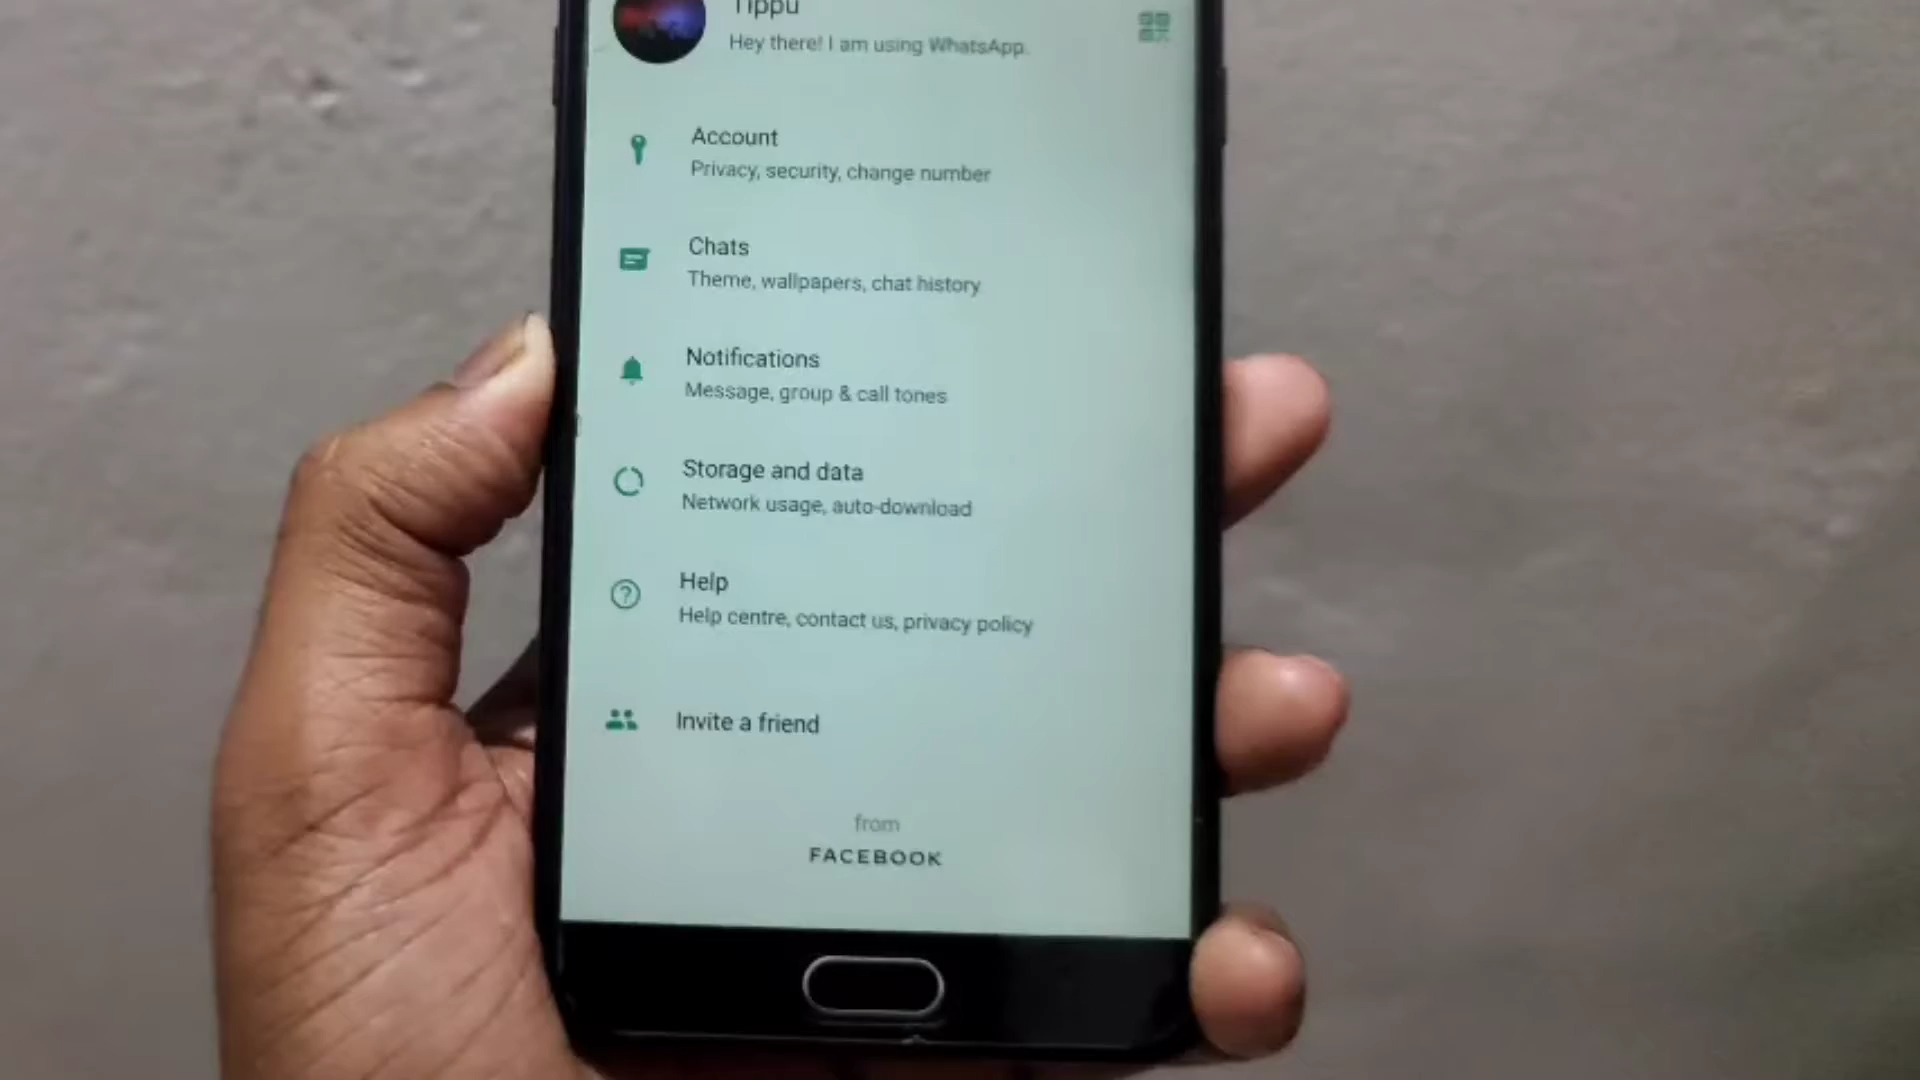 Tippu
Hey there! I am using WhatsApp.
Account
Privacy, security, change number
Chats
Theme, wallpapers, chat history
Notifications
Message, group & call tones
Storage and data
Network usage, auto-download
Help
Help centre, contact us, privacy policy
Invite a friend
from
FACEBOOK